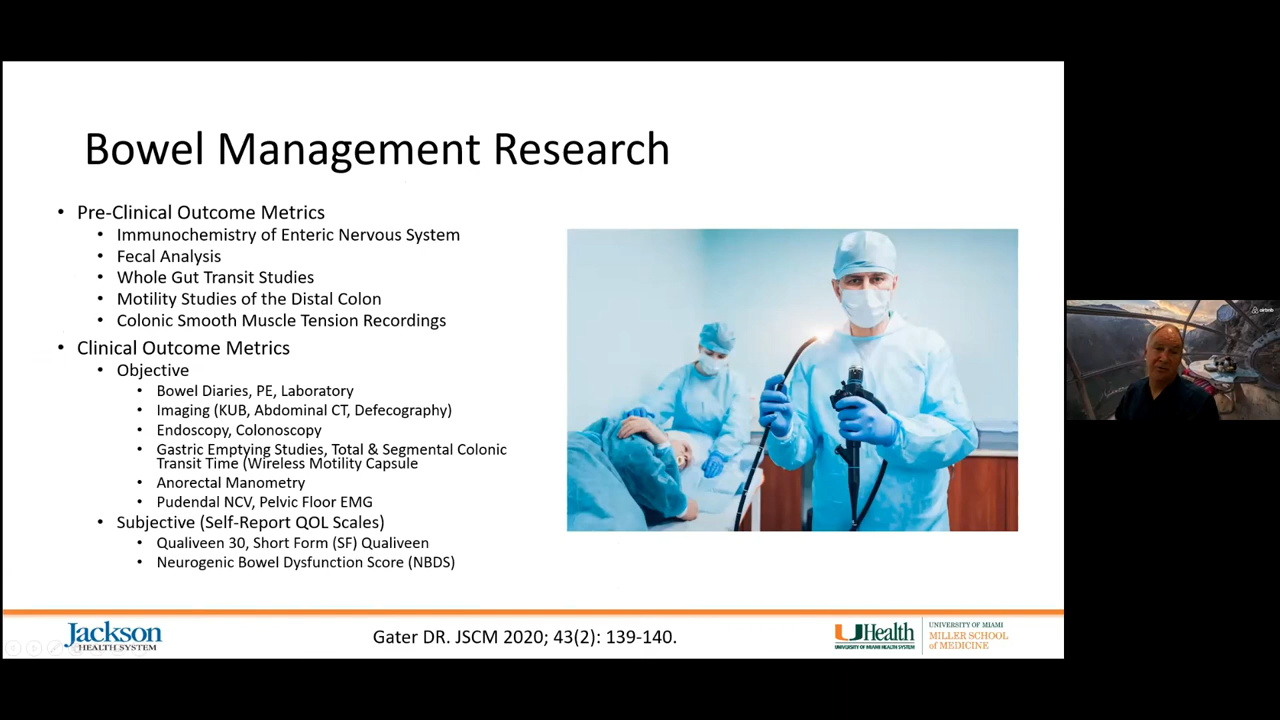 Bowel Management Research
• Pre-Clinical Outcome Metrics
• Immunochemistry of Enteric Nervous System
• Fecal Analysis
• Whole Gut Transit Studies
• Motility Studies of the Distal Colon
• Colonic Smooth Muscle Tension Recordings
• Clinical Outcome Metrics
• Objective
• Bowel Diaries, PE, Laboratory
• Imaging (KUB, Abdominal CT, Defecography)
• Endoscopy, Colonoscopy
• Gastric Emptying Studies, Total & Segmental Colonic
Transit Time (Wireless Motility Capsule
• Anorectal Manometry
• Pudendal NCV, Pelvic Floor EMG
• Subjective (Self-Report QOL Scales)
• Qualiveen 30, Short Form (SF) Qualiveen
• Neurogenic Bowel Dysfunction Score (NBDS)
airbnb
Jackson
HEALTH SYSTEM
Gater DR. JSCM 2020; 43(2): 139-140.
UHealth
UNIVERSITY OF MIAMI HEALTH SYSTEM
UNIVERSITY OF MIAMI
MILLER SCHOOL
of MEDICINE